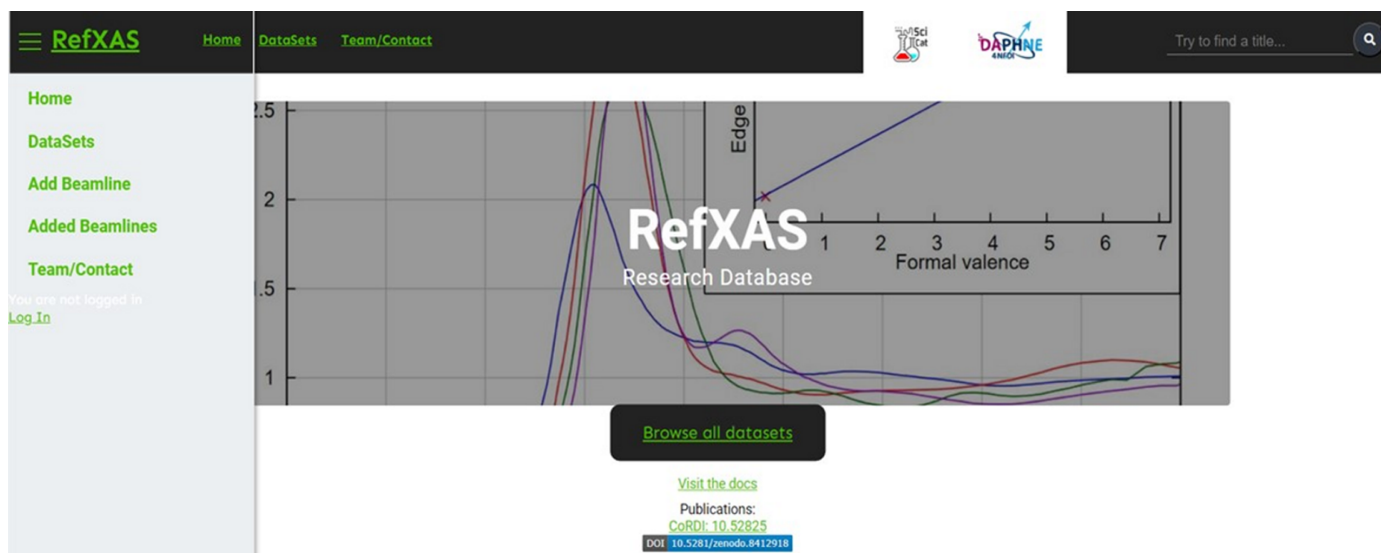 RefXAS
Home DataSets Team/Contact
SciCat
DAPHNE
4NFDI
Try to find a title...
Home
DataSets
Add Beamline
Added Beamlines
Team/Contact
You are not logged in
Log In
2.5
2
1.5
1
Edge
1 2 3 4 5 6 7
Formal valence
RefXAS
Research Database
Browse all datasets
Visit the docs
Publications:
CoRDI: 10.52825
DOI 10.5281/zenodo.8412918